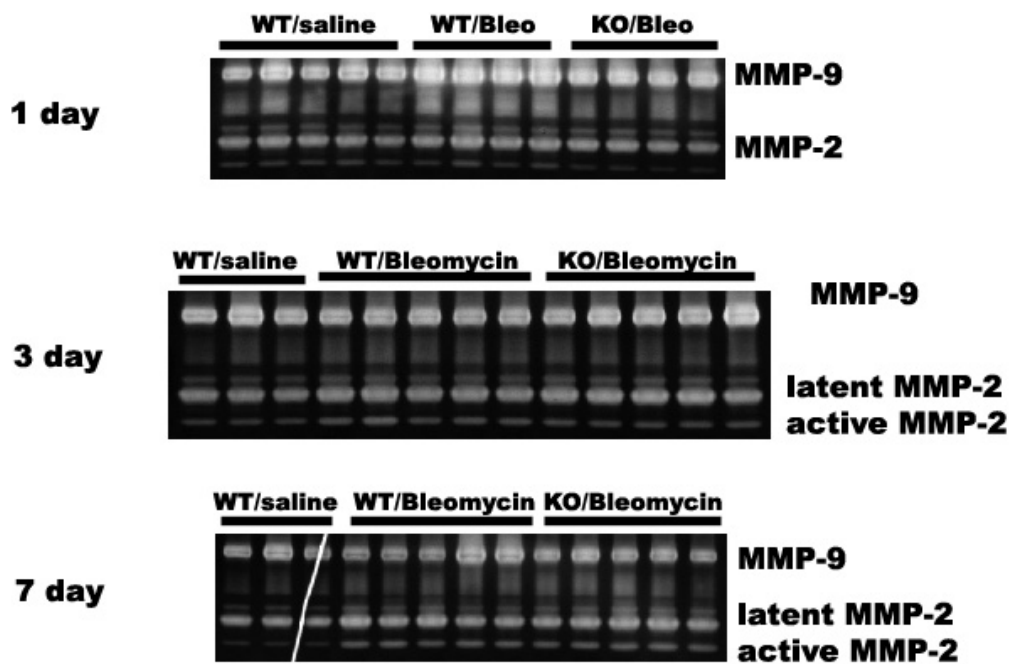 WT/saline WT/Bleo KO/Bleo
MMP-9
1 day
MMP-2
WT/saline WT/Bleomycin KO/Bleomycin
MMP-9
3 day
latent MMP-2
active MMP-2
WT/saline WT/Bleomycin KO/Bleomycin
MMP-9
7 day
latent MMP-2
active MMP-2